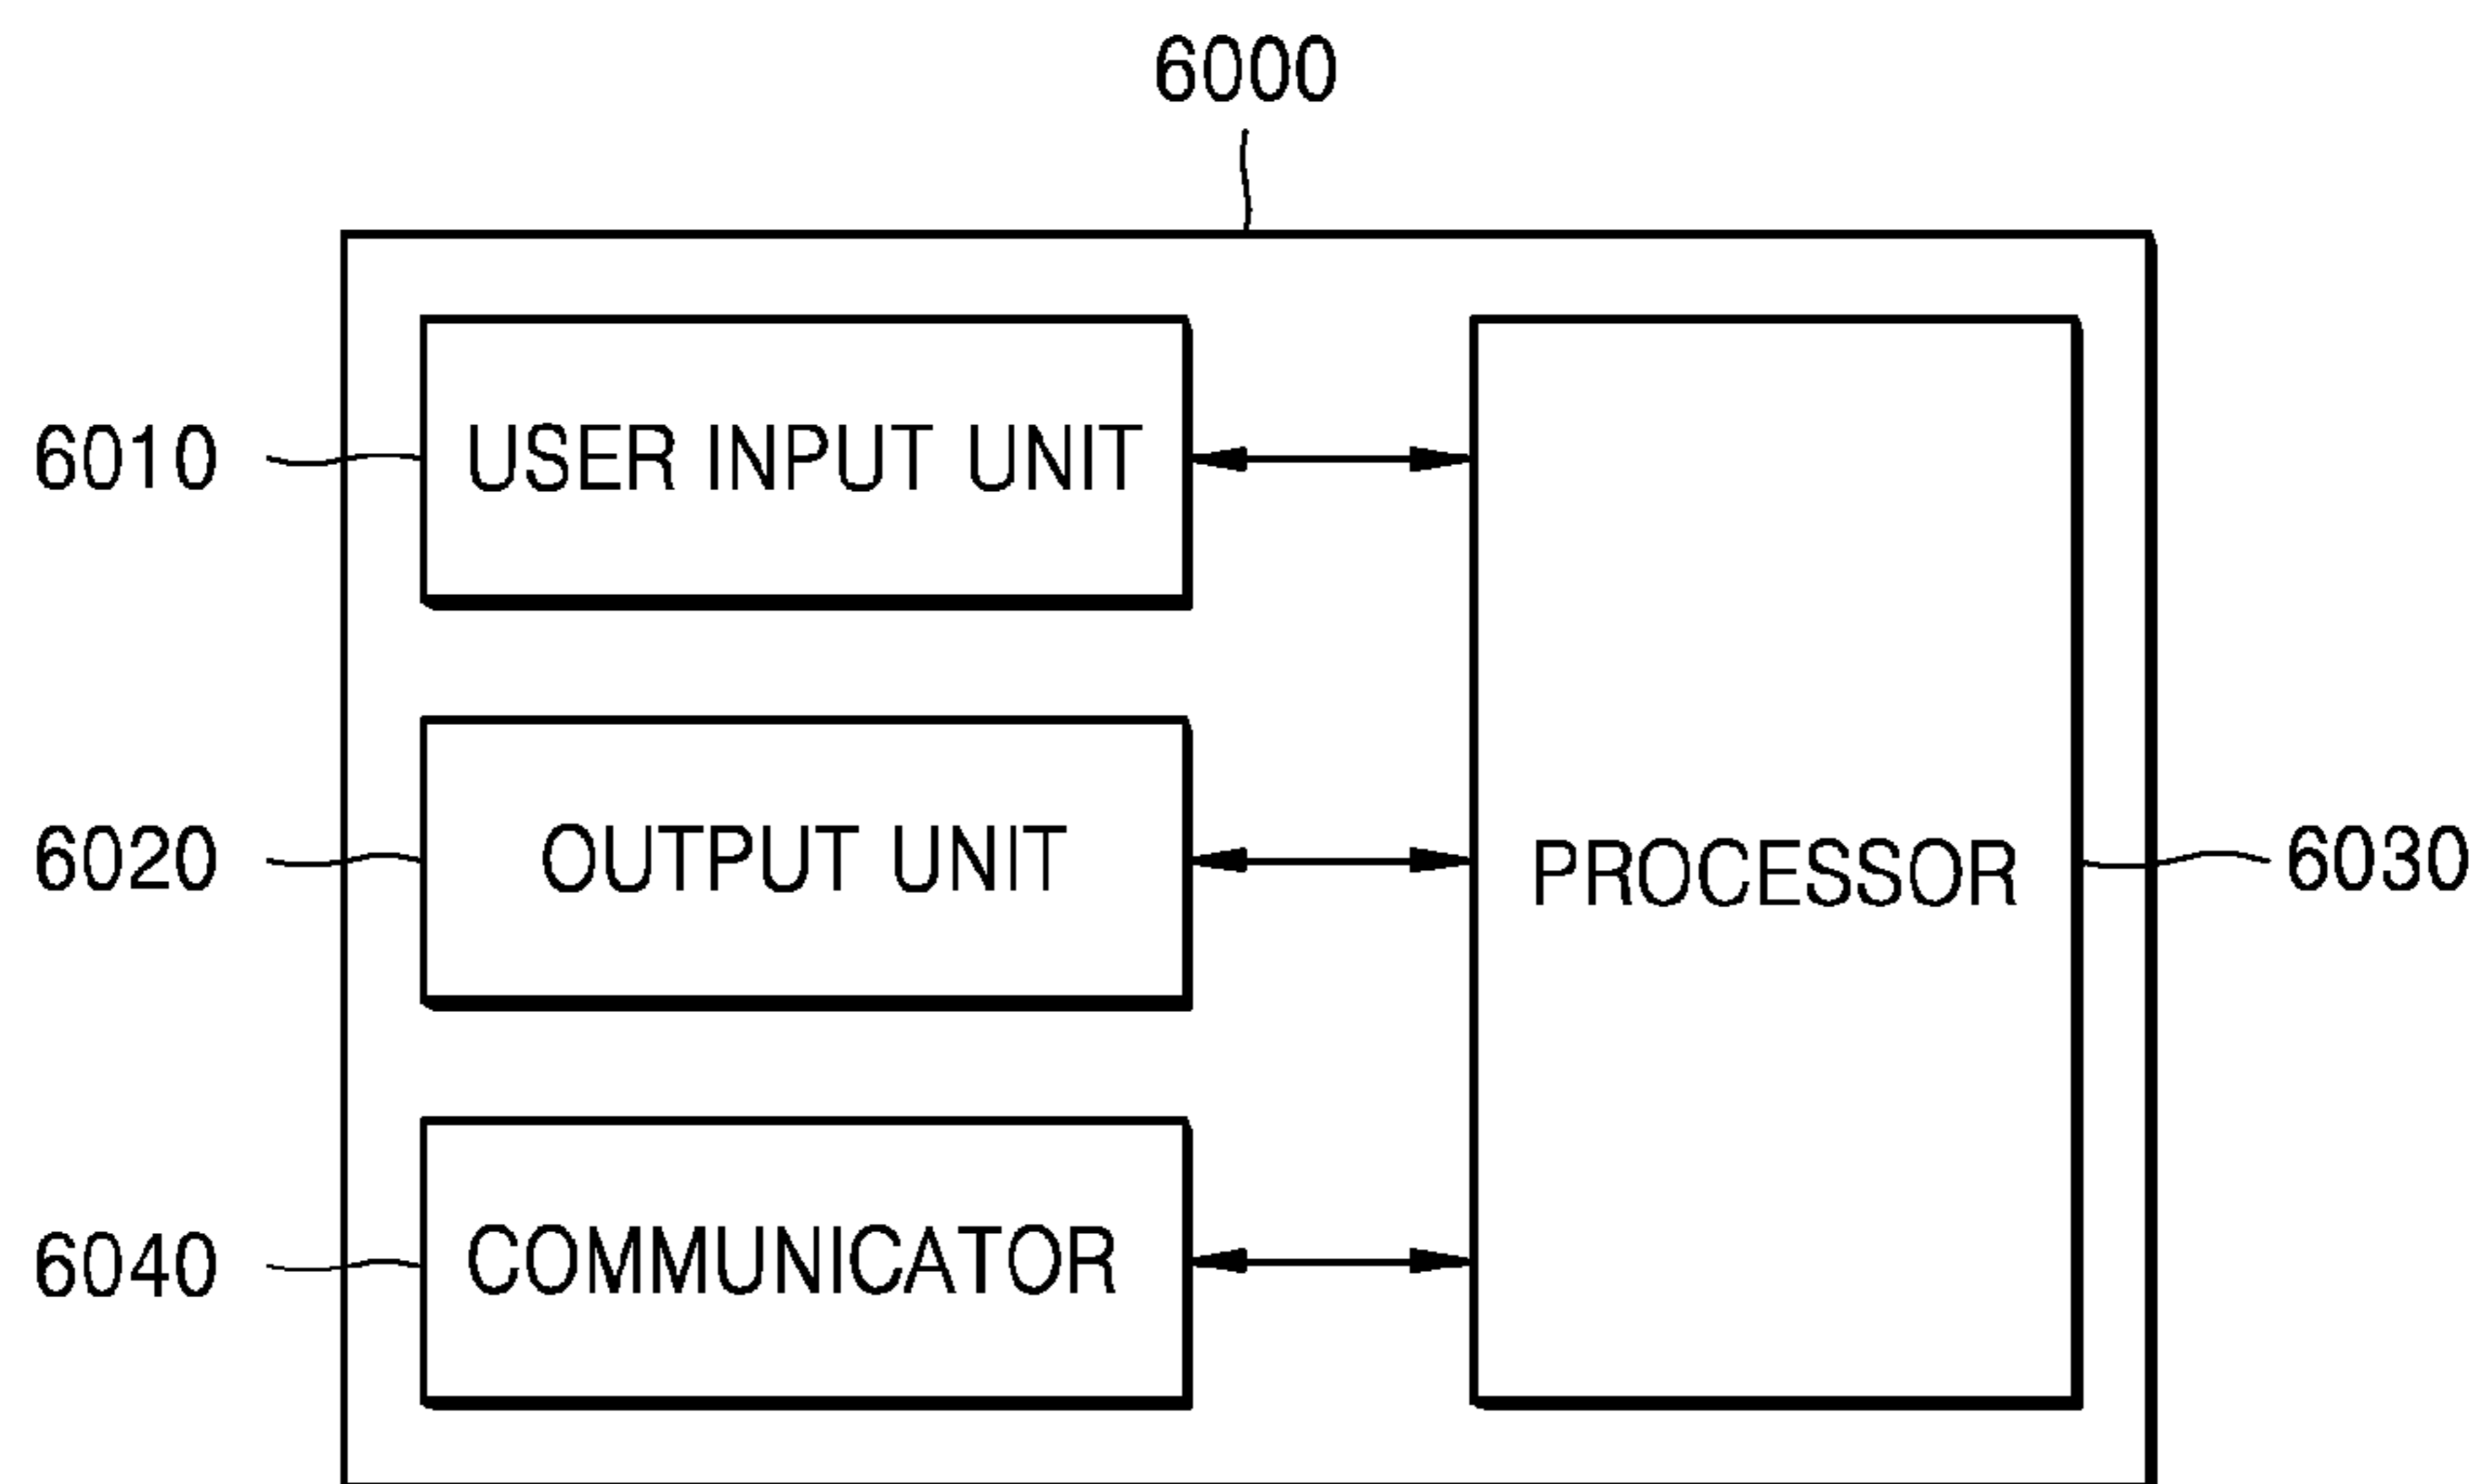 6000
6010
USER INPUT UNIT
6020
OUTPUT UNIT
PROCESSOR
6030
6040
COMMUNICATOR